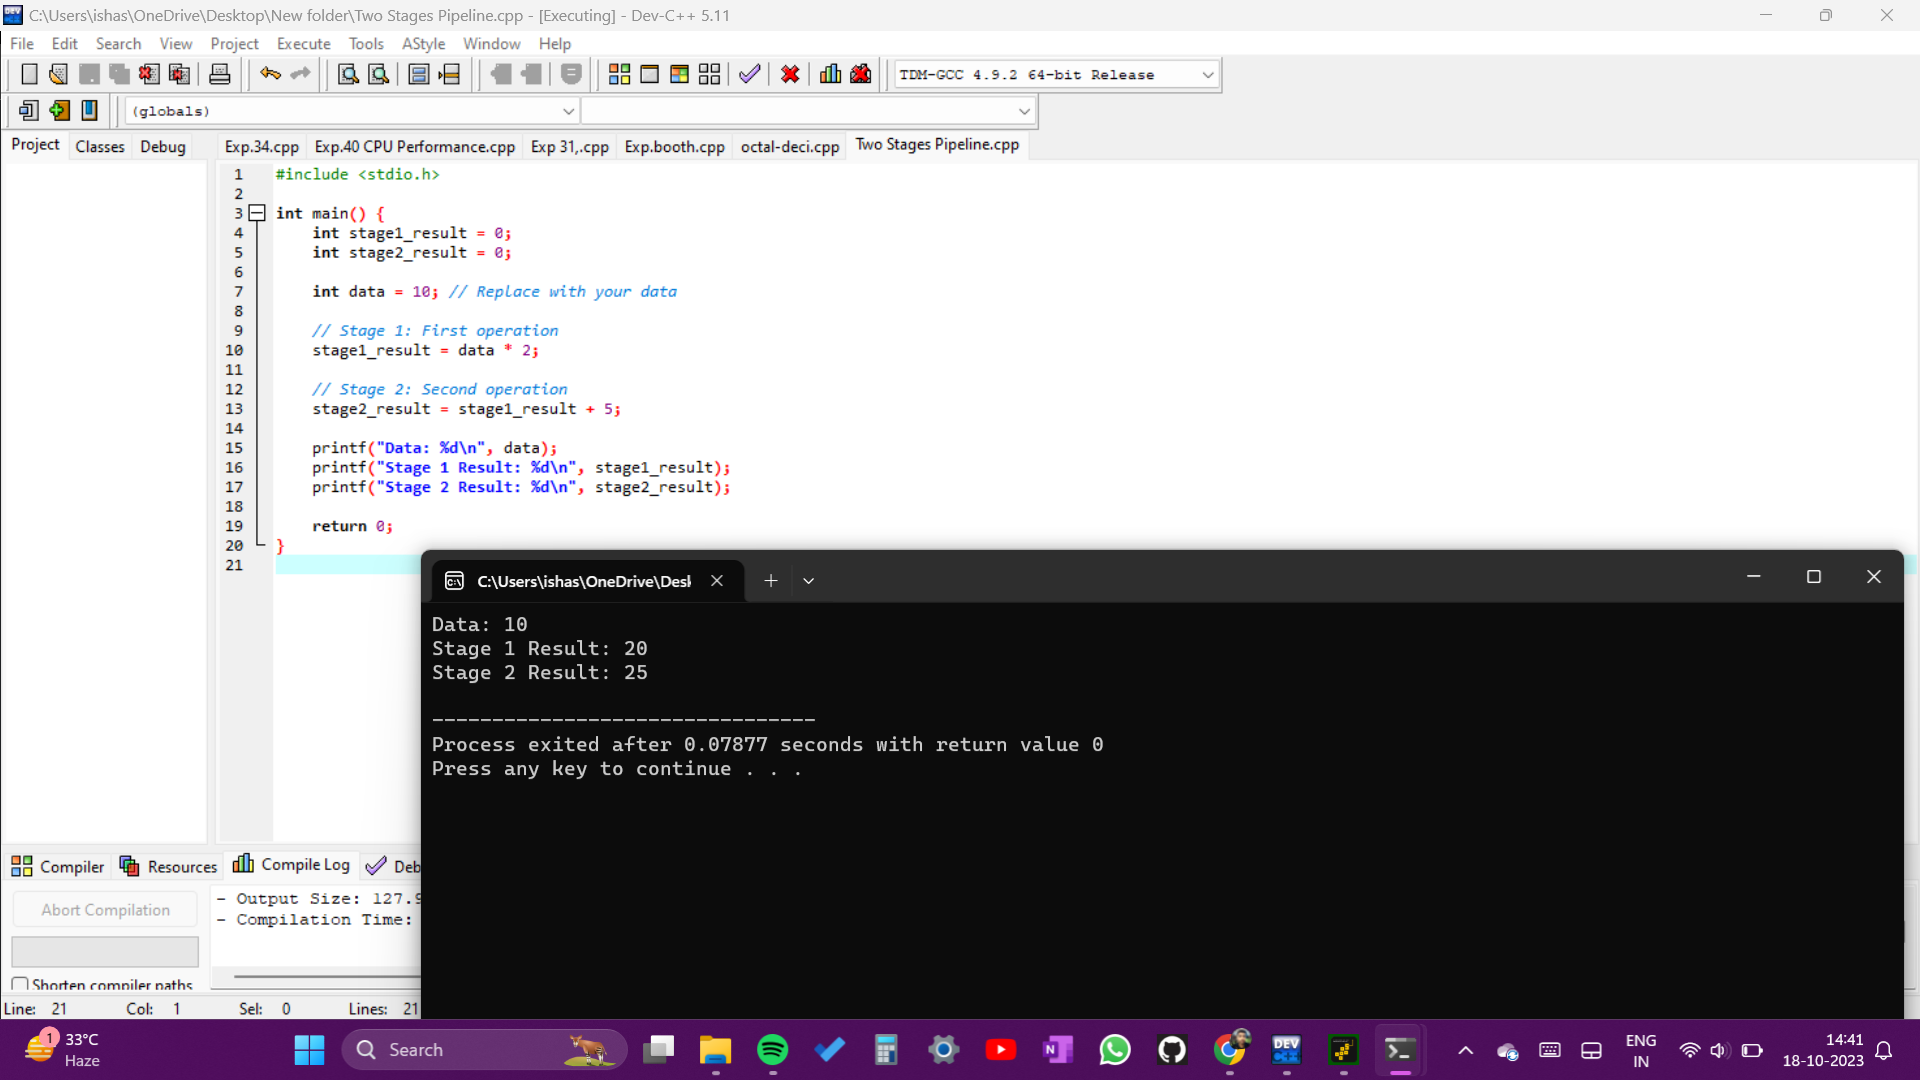 C:\Users\ishas\OneDrive\Desktop\New folder\Two Stages Pipeline.cpp - [Executing] - Dev-C++ 5.11
File Edit Search View Project Execute Tools AStyle Window Help
TDM-GCC 4.9.2 64-bit Release
(globals)
Project Classes Debug
Exp.34.cpp Exp.40 CPU Performance.cpp Exp 31,.cpp Exp.booth.cpp octal-deci.cpp Two Stages Pipeline.cpp
1 #include <stdio.h>
2
3 int main() {
4 int stage1_result = 0;
5 int stage2_result = 0;
6
7 int data = 10; // Replace with your data
8
9 // Stage 1: First operation
10 stage1_result = data * 2;
11
12 // Stage 2: Second operation
13 stage2_result = stage1_result + 5;
14
15 printf("Data: %d\n", data);
16 printf("Stage 1 Result: %d\n", stage1_result);
17 printf("Stage 2 Result: %d\n", stage2_result);
18
19 return 0;
20 }
21
C:\Users\ishas\OneDrive\Desk
Data: 10
Stage 1 Result: 20
Stage 2 Result: 25
--------------------------------
Process exited after 0.07877 seconds with return value 0
Press any key to continue . . .
Compiler Resources Compile Log Deb
Abort Compilation
- Output Size: 127.9
- Compilation Time:
Shorten compiler paths
Line: 21 Col: 1 Sel: 0 Lines: 21
1
33°C
Haze
Search
DEV
C++
ENG
IN
14:41
18-10-2023